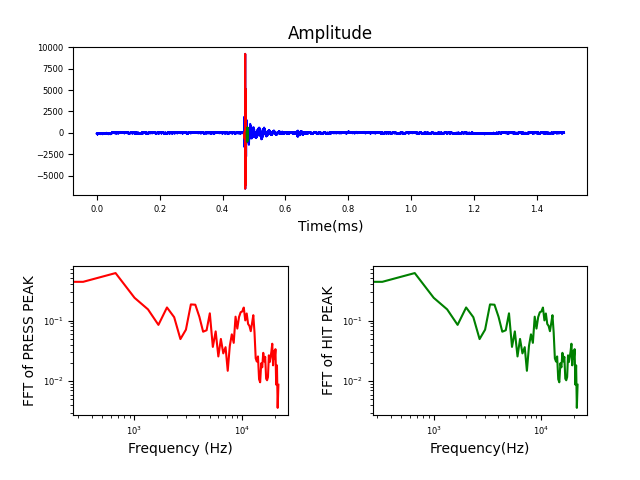 Amplitude
10000
7500
5000
2500
0
−2500
−5000
0.0 0.2 0.4 0.6 0.8 1.0 1.2 1.4
Time(ms)
FFT of PRESS PEAK
10⁻¹
10⁻²
10³ 10⁴
Frequency (Hz)
FFT of HIT PEAK
10⁻¹
10⁻²
10³ 10⁴
Frequency(Hz)